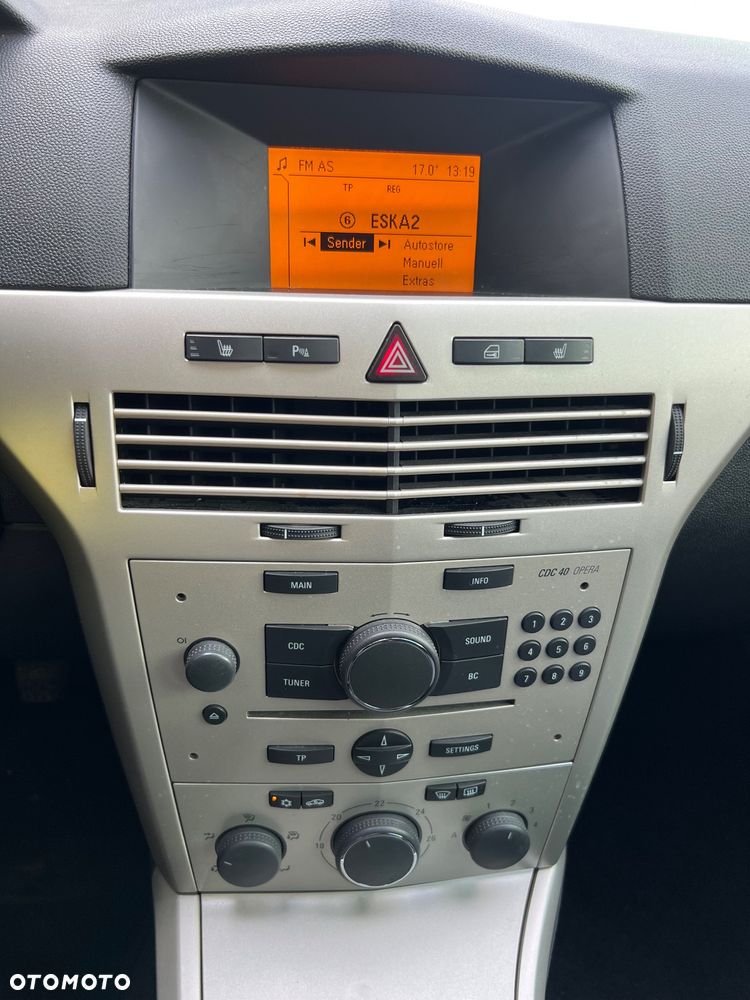 FM AS 17.0° 13:19
TP REG
6 ESKA2
Sender Autostore
Manuell
Extras
P
MAIN INFO CDC 40 OPERA
CDC SOUND 1 2 3
TUNER BC 4 5 6
7 8 9
TP SETTINGS
18 20 22 26
A 1 2 3 4
OTOMOTO